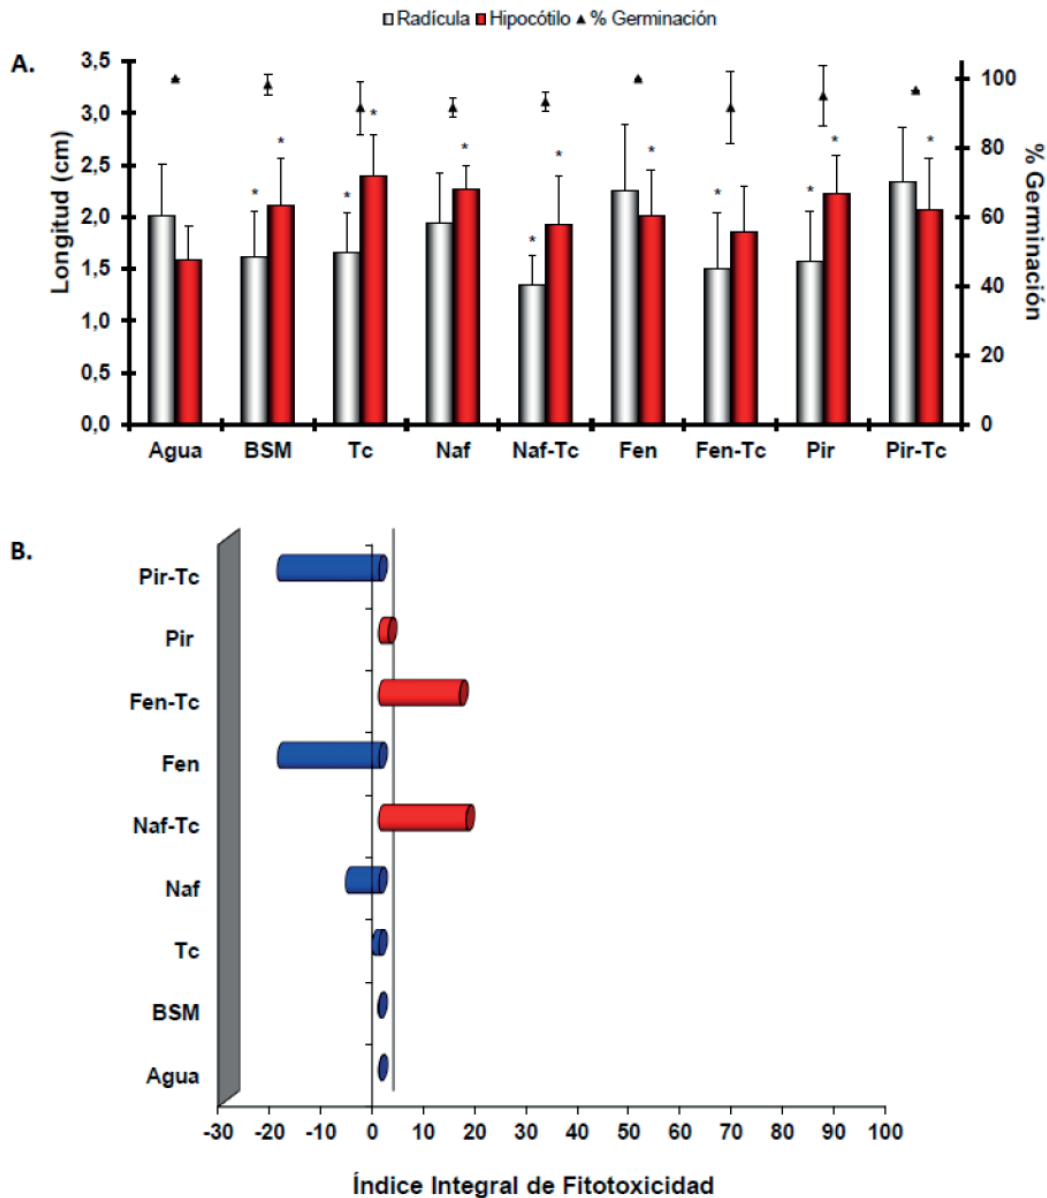 Radícula Hipocótilo % Germinación
A.
3,5
3,0
2,5
2,0
1,5
1,0
0,5
0,0
Longitud (cm)
* * * * * * * * * * * *
100
80
60
40
20
0
% Germinación
Agua BSM Tc Naf Naf-Tc Fen Fen-Tc Pir Pir-Tc
B.
Pir-Tc
Pir
Fen-Tc
Fen
Naf-Tc
Naf
Tc
BSM
Agua
-30 -20 -10 0 10 20 30 40 50 60 70 80 90 100
Índice Integral de Fitotoxicidad